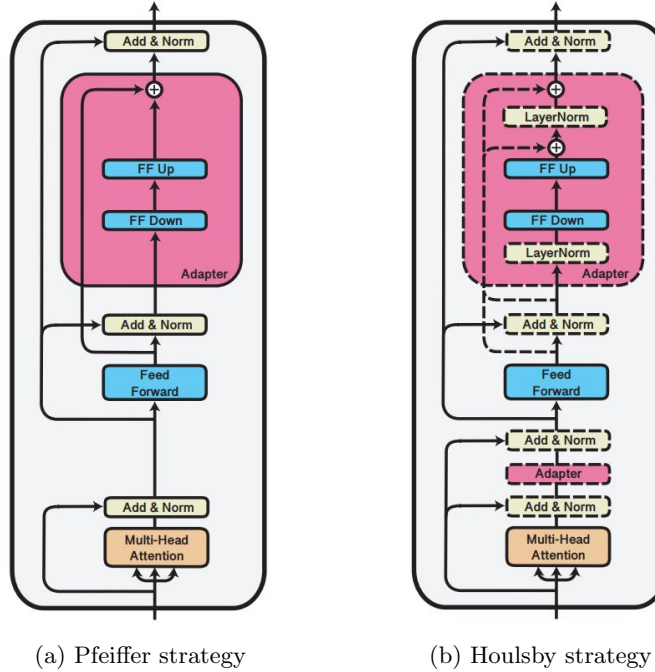 Add & Norm
FF Up
FF Down
Adapter
Add & Norm
Feed
Forward
Add & Norm
Multi-Head
Attention
(a) Pfeiffer strategy
Add & Norm
LayerNorm
FF Up
FF Down
LayerNorm
Adapter
Add & Norm
Feed
Forward
Add & Norm
Adapter
Add & Norm
Multi-Head
Attention
(b) Houlsby strategy